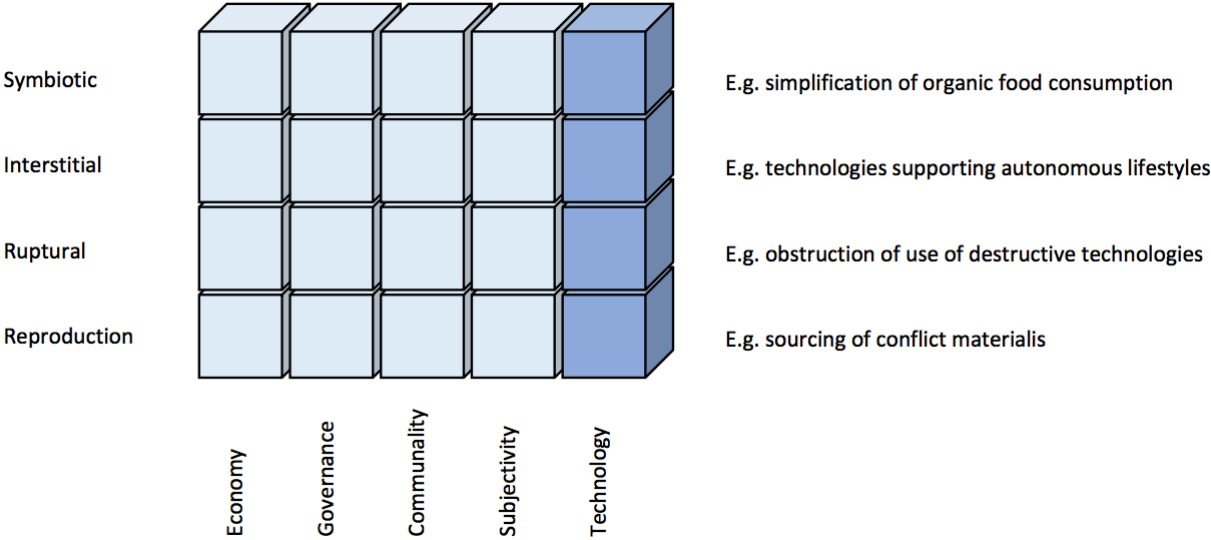 Symbiotic
E.g. simplification of organic food consumption
Interstitial
E.g. technologies supporting autonomous lifestyles
Ruptural
E.g. obstruction of use of destructive technologies
Reproduction
E.g. sourcing of conflict materialis
Economy
Governance
Communality
Subjectivity
Technology